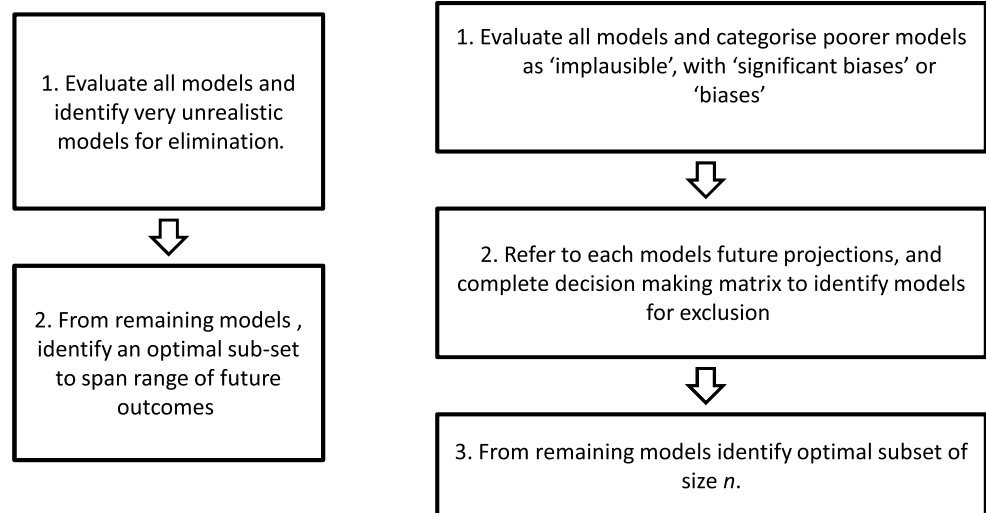 1. Evaluate all models and
identify very unrealistic
models for elimination.
2. From remaining models ,
identify an optimal sub-set
to span range of future
outcomes
1. Evaluate all models and categorise poorer models
as ‘implausible’, with ‘significant biases’ or
‘biases’
2. Refer to each models future projections, and
complete decision making matrix to identify models
for exclusion
3. From remaining models identify optimal subset of
size n.